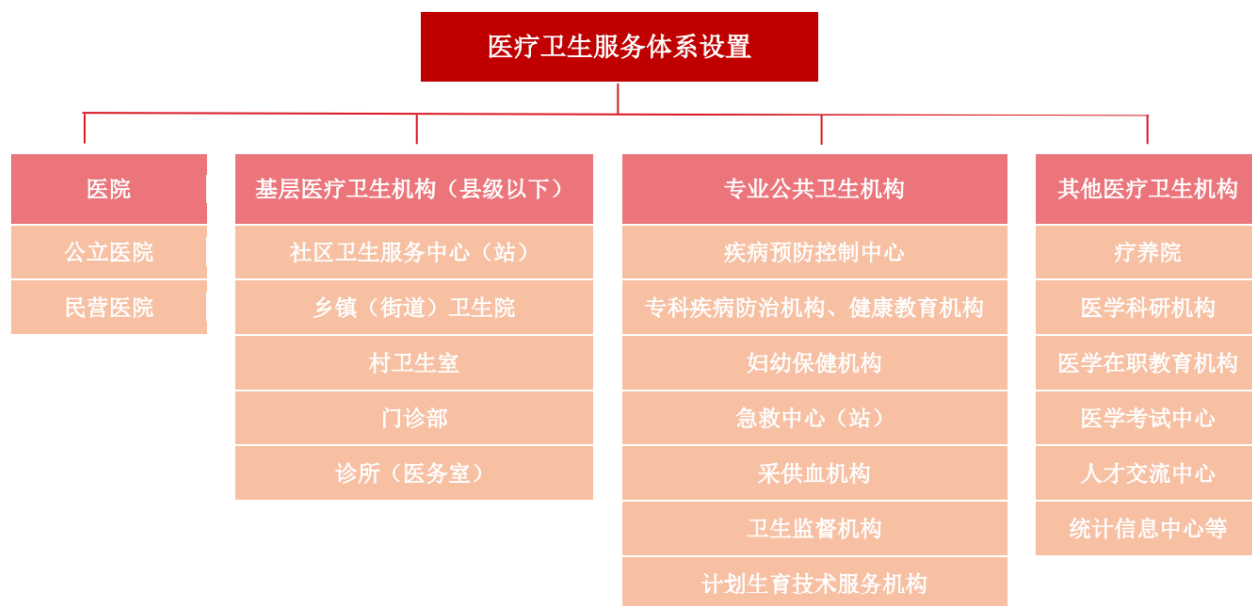 医疗卫生服务体系设置
医院
公立医院
民营医院
基层医疗卫生机构（县级以下）
社区卫生服务中心（站）
乡镇（街道）卫生院
村卫生室
门诊部
诊所（医务室）
专业公共卫生机构
疾病预防控制中心
专科疾病防治机构、健康教育机构
妇幼保健机构
急救中心（站）
采供血机构
卫生监督机构
计划生育技术服务机构
其他医疗卫生机构
疗养院
医学科研机构
医学在职教育机构
医学考试中心
人才交流中心
统计信息中心等